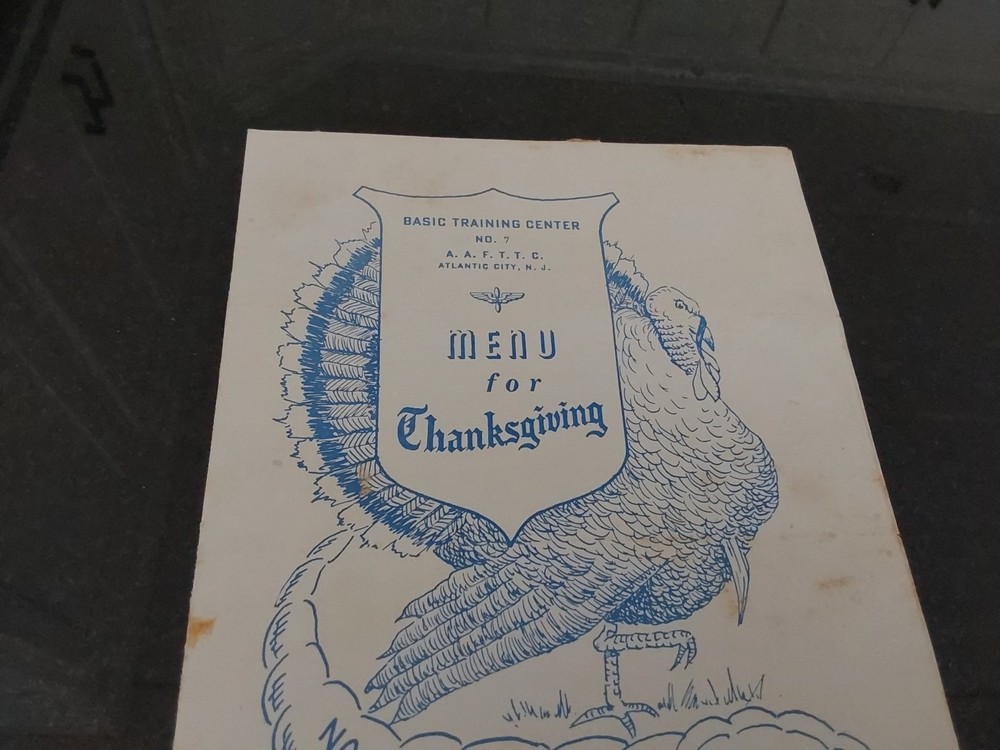 BASIC TRAINING CENTER
NO. 7
A. A. F. T. T. C.
ATLANTIC CITY, N. J.
MENU
for
Thanksgiving